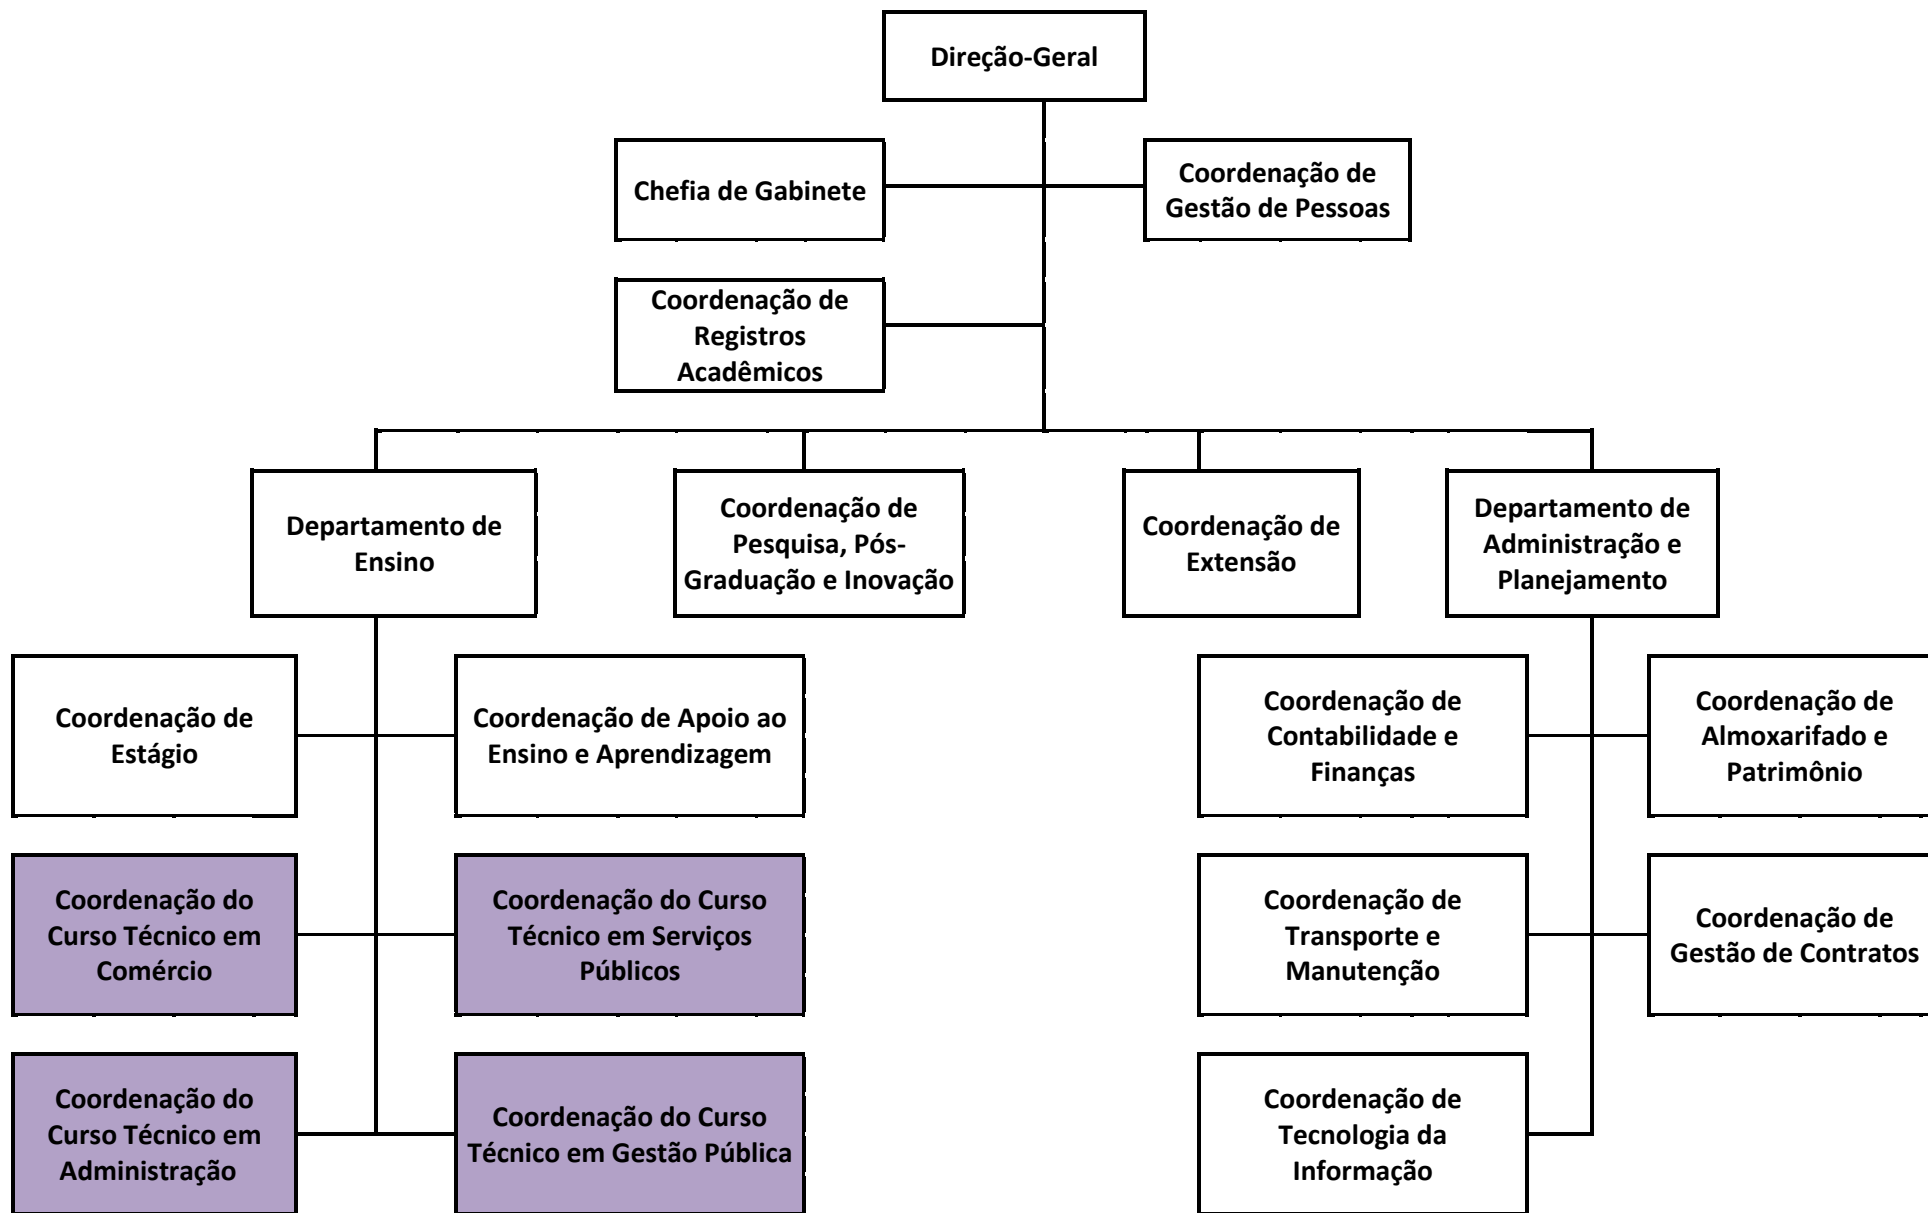 Direção-Geral
Chefia de Gabinete
Coordenação de
Gestão de Pessoas
Coordenação de
Registros
Acadêmicos
Departamento de
Ensino
Coordenação de
Pesquisa, Pós-
Graduação e Inovação
Coordenação de
Extensão
Departamento de
Administração e
Planejamento
Coordenação de
Estágio
Coordenação de Apoio ao
Ensino e Aprendizagem
Coordenação de
Contabilidade e
Finanças
Coordenação de
Almoxarifado e
Patrimônio
Coordenação do
Curso Técnico em
Comércio
Coordenação do Curso
Técnico em Serviços
Públicos
Coordenação de
Transporte e
Manutenção
Coordenação de
Gestão de Contratos
Coordenação do
Curso Técnico em
Administração
Coordenação do Curso
Técnico em Gestão Pública
Coordenação de
Tecnologia da
Informação